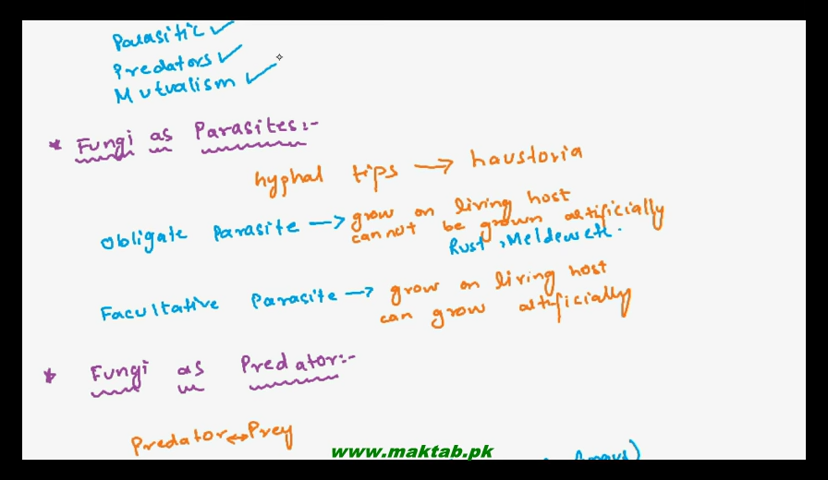 Parasitic
Predators
Mutualism
* Fungi as Parasites:-
hyphal tips → haustoria
Obligate Parasite → grow on living host
cannot be grown artificially
Rust, Meldew etc.
Facultative Parasite → grow on living host
can grow artificially
* Fungi as Predator:-
Predator ↔ Prey
www.maktab.pk